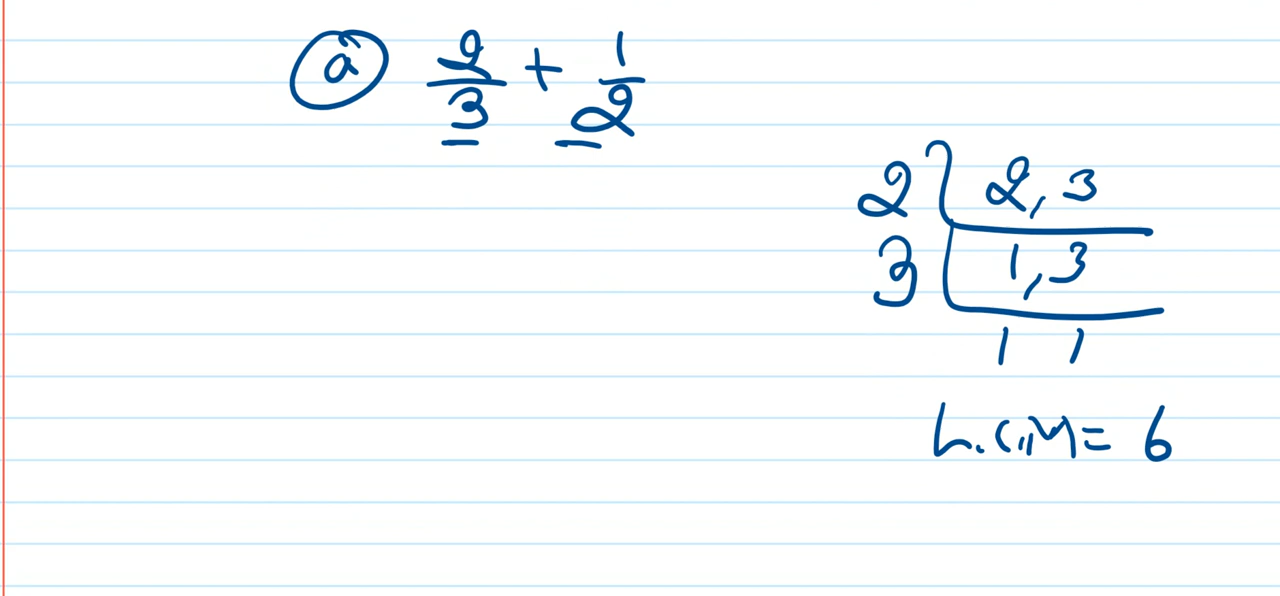 a 2/3 + 1/2
2 | 2, 3
3 | 1, 3
1 1
L.C.M = 6